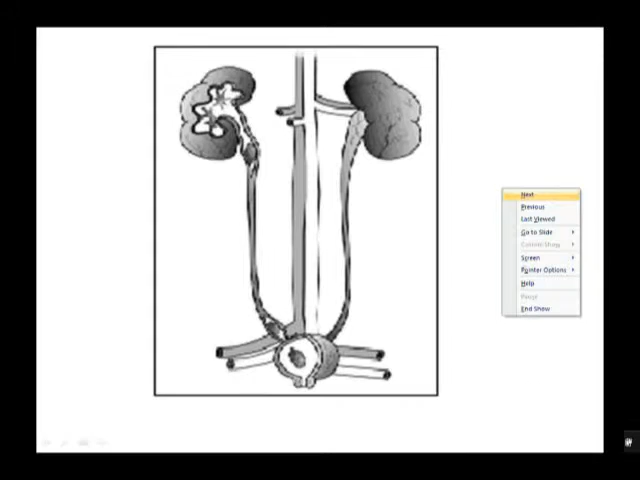 Next
Previous
Last Viewed
Go to Slide
Custom Show
Screen
Pointer Options
Help
Pause
End Show